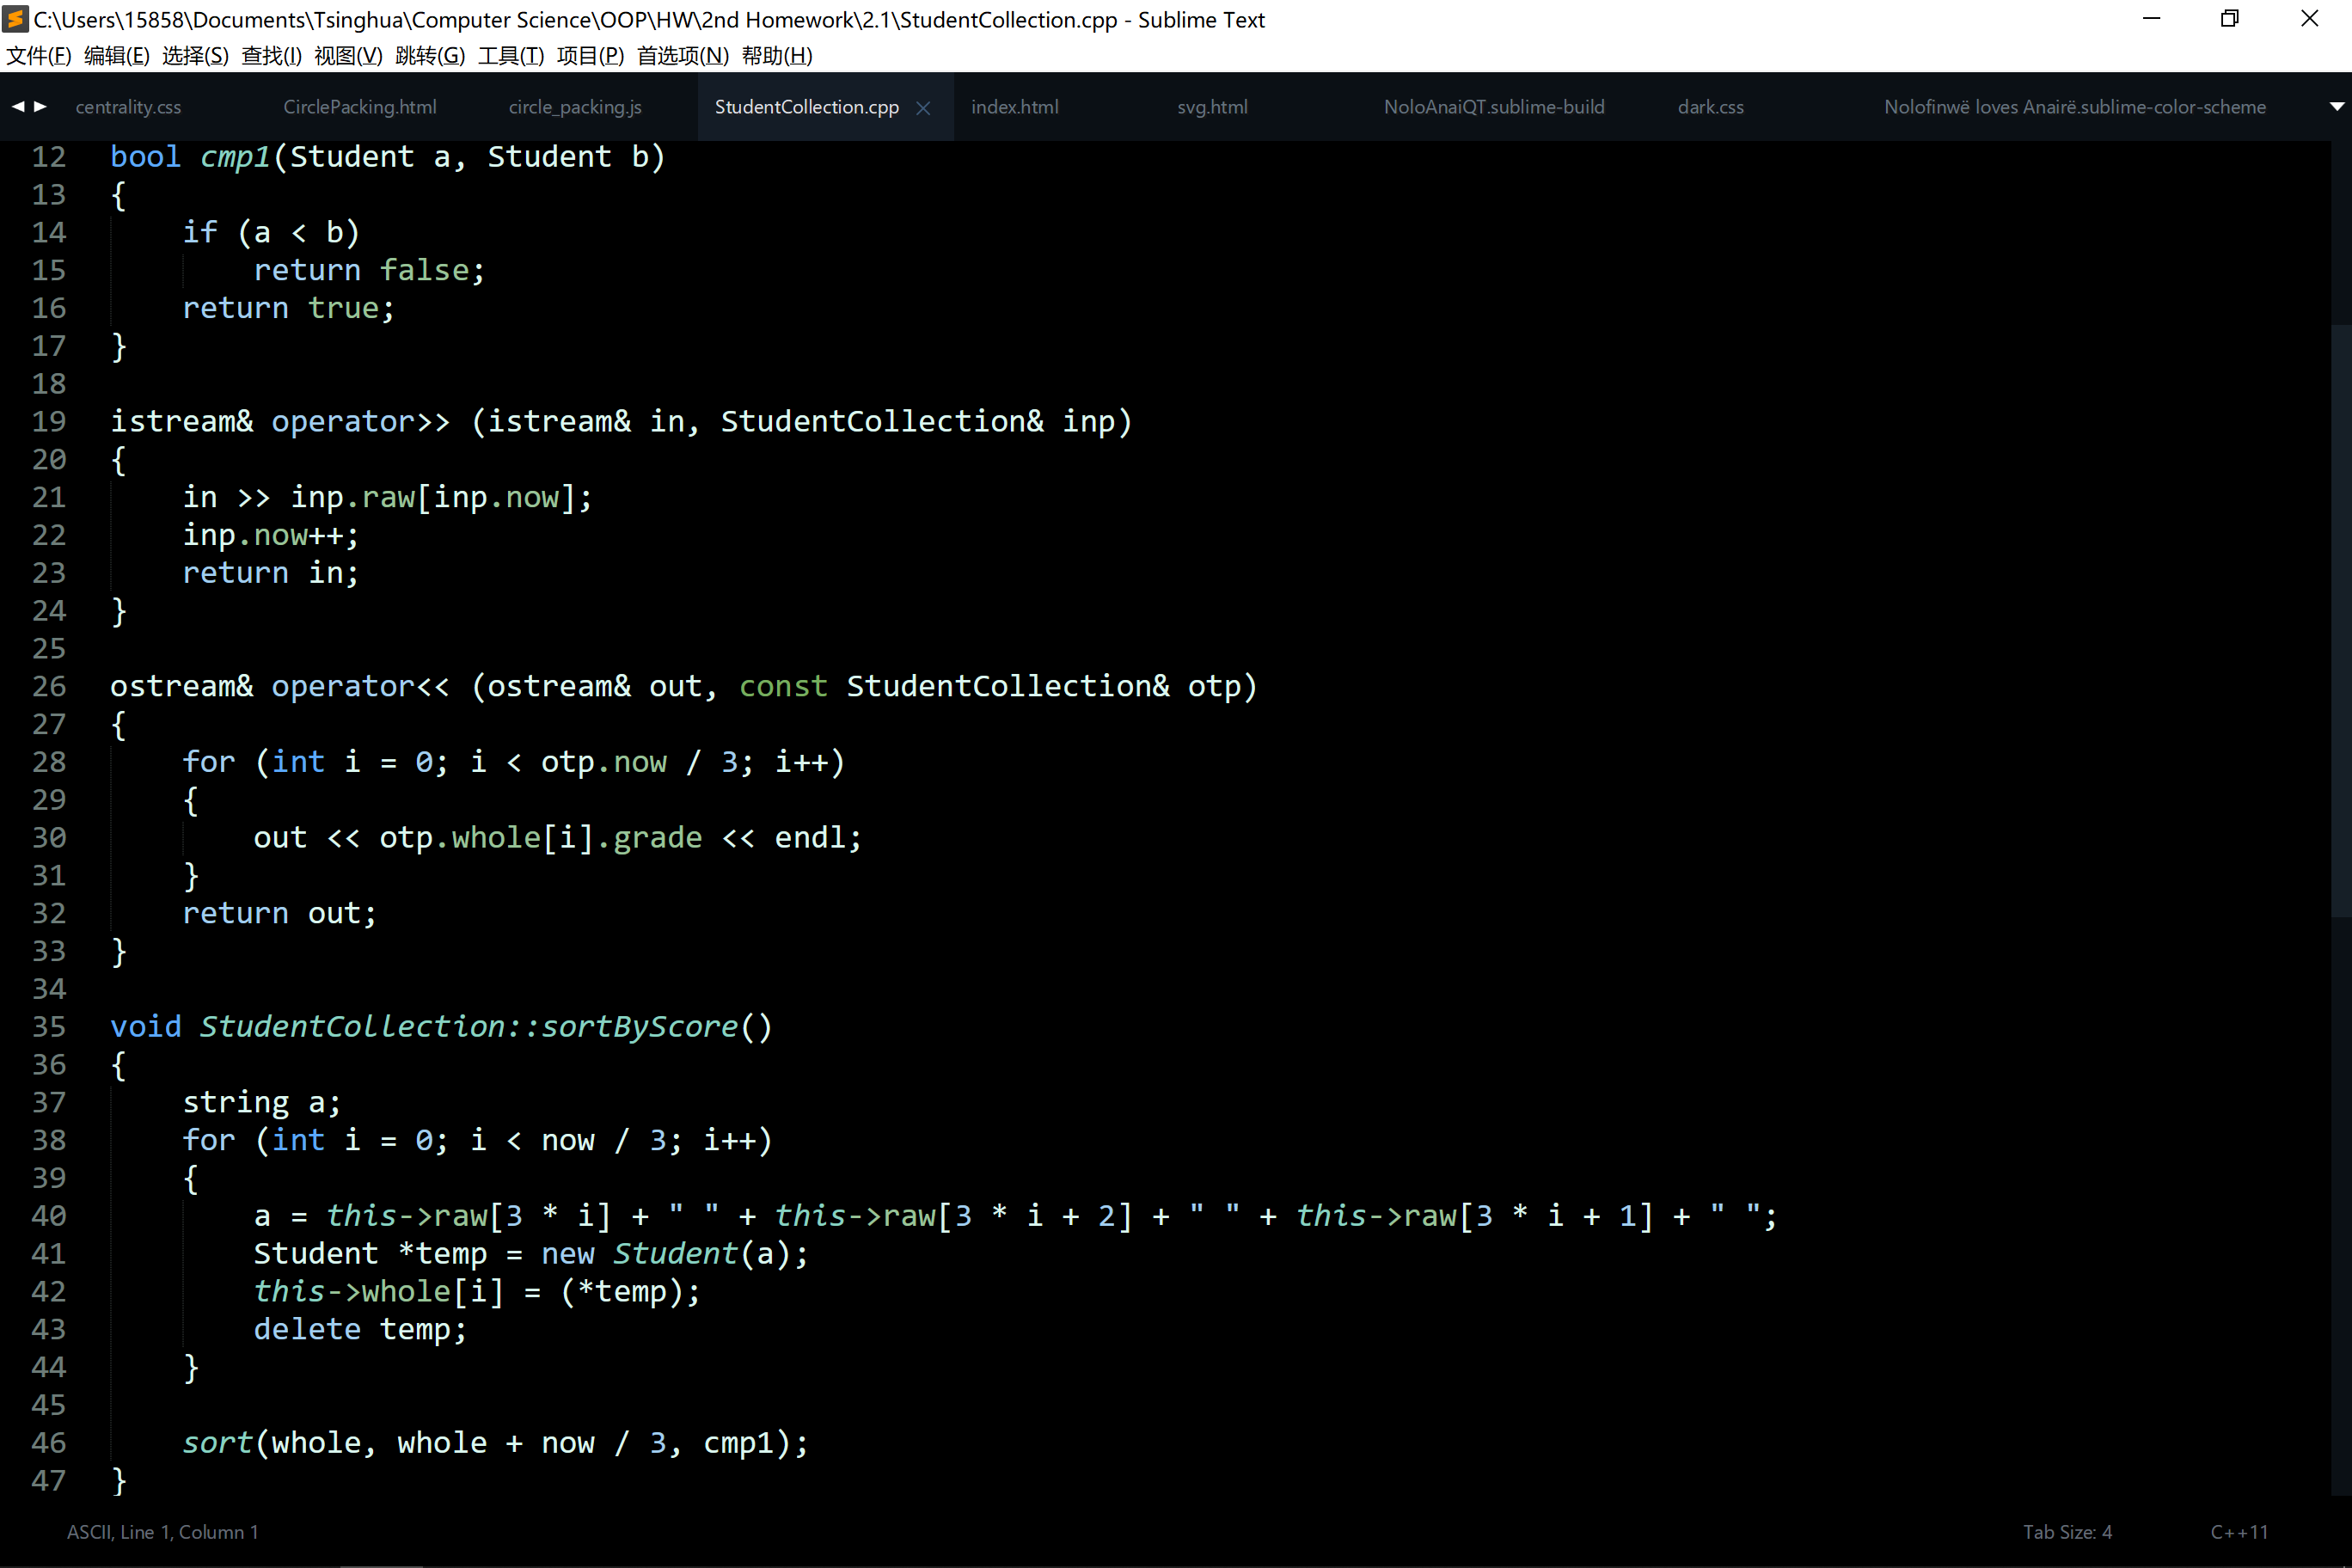 C:\Users\15858\Documents\Tsinghua\Computer Science\OOP\HW\2nd Homework\2.1\StudentCollection.cpp - Sublime Text
文件(F) 编辑(E) 选择(S) 查找(I) 视图(V) 跳转(G) 工具(T) 项目(P) 首选项(N) 帮助(H)
centrality.css CirclePacking.html circle_packing.js StudentCollection.cpp index.html svg.html NoloAnaiQT.sublime-build dark.css Nolofinwë loves Anairë.sublime-color-scheme
12 bool cmp1(Student a, Student b)
13 {
14     if (a < b)
15         return false;
16     return true;
17 }
18
19 istream& operator>> (istream& in, StudentCollection& inp)
20 {
21     in >> inp.raw[inp.now];
22     inp.now++;
23     return in;
24 }
25
26 ostream& operator<< (ostream& out, const StudentCollection& otp)
27 {
28     for (int i = 0; i < otp.now / 3; i++)
29     {
30         out << otp.whole[i].grade << endl;
31     }
32     return out;
33 }
34
35 void StudentCollection::sortByScore()
36 {
37     string a;
38     for (int i = 0; i < now / 3; i++)
39     {
40         a = this->raw[3 * i] + " " + this->raw[3 * i + 2] + " " + this->raw[3 * i + 1] + " ";
41         Student *temp = new Student(a);
42         this->whole[i] = (*temp);
43         delete temp;
44     }
45
46     sort(whole, whole + now / 3, cmp1);
47 }
ASCII, Line 1, Column 1 Tab Size: 4 C++11